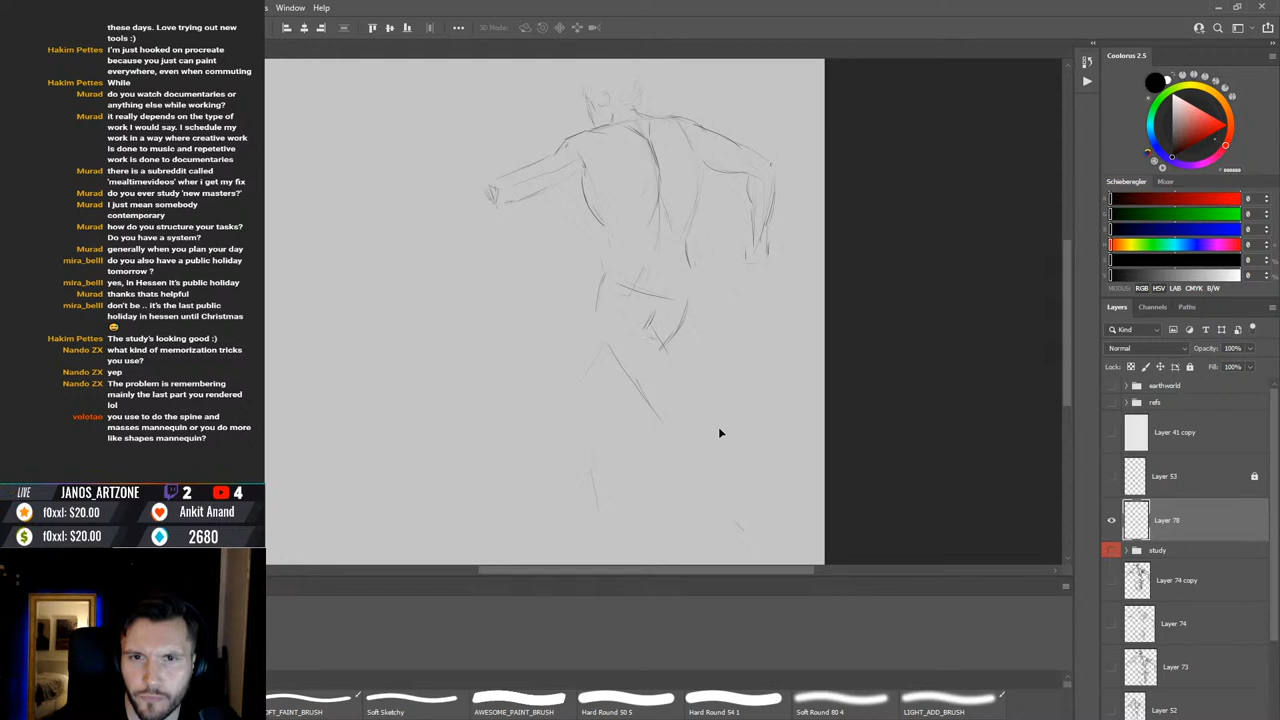 these days. Love trying out new
tools :)
Hakim Pettes I'm just hooked on procreate
because you just can paint
everywhere, even when commuting
Hakim Pettes While
Murad do you watch documentaries or
anything else while working?
Murad it really depends on the type of
work I would say. I schedule my
work in a way where creative work
is done to music and repetetive
work is done to documentaries
Murad there is a subreddit called
'mealtimevideos' wher i get my fix
Murad do you ever study 'new masters?'
Murad I just mean somebody
contemporary
Murad how do you structure your tasks?
Do you have a system?
Murad generally when you plan your day
mira_belll do you also have a public holiday
tomorrow ?
mira_belll yes, in Hessen it's public holiday
Murad thanks thats helpful
mira_belll don't be .. it's the last public
holiday in hessen until Christmas
😅
Hakim Pettes The study's looking good :)
Nando ZX what kind of memorization tricks
you use?
Nando ZX yep
Nando ZX The problem is remembering
mainly the last part you rendered
lol
volotao you use to do the spine and
masses mannequin or you do more
like shapes mannequin?
LIVE JANOS_ARTZONE 2 4
f0xxl: $20.00 Ankit Anand
f0xxl: $20.00 2680
Window Help
3D Mode:
Coolorus 2.5
Schieberegler Mixer
0
0
0
0
0
0
MODUS: RGB HSV LAB CMYK B/W
Layers Channels Paths
Kind
Normal Opacity: 100%
Lock: Fill: 100%
earthworld
refs
Layer 41 copy
Layer 53
Layer 78
study
Layer 74 copy
Layer 74
Layer 73
Layer 52
FT_FAINT_BRUSH Soft Sketchy AWESOME_PAINT_BRUSH Hard Round 50 5 Hard Round 54 1 Soft Round 80 4 LIGHT_ADD_BRUSH